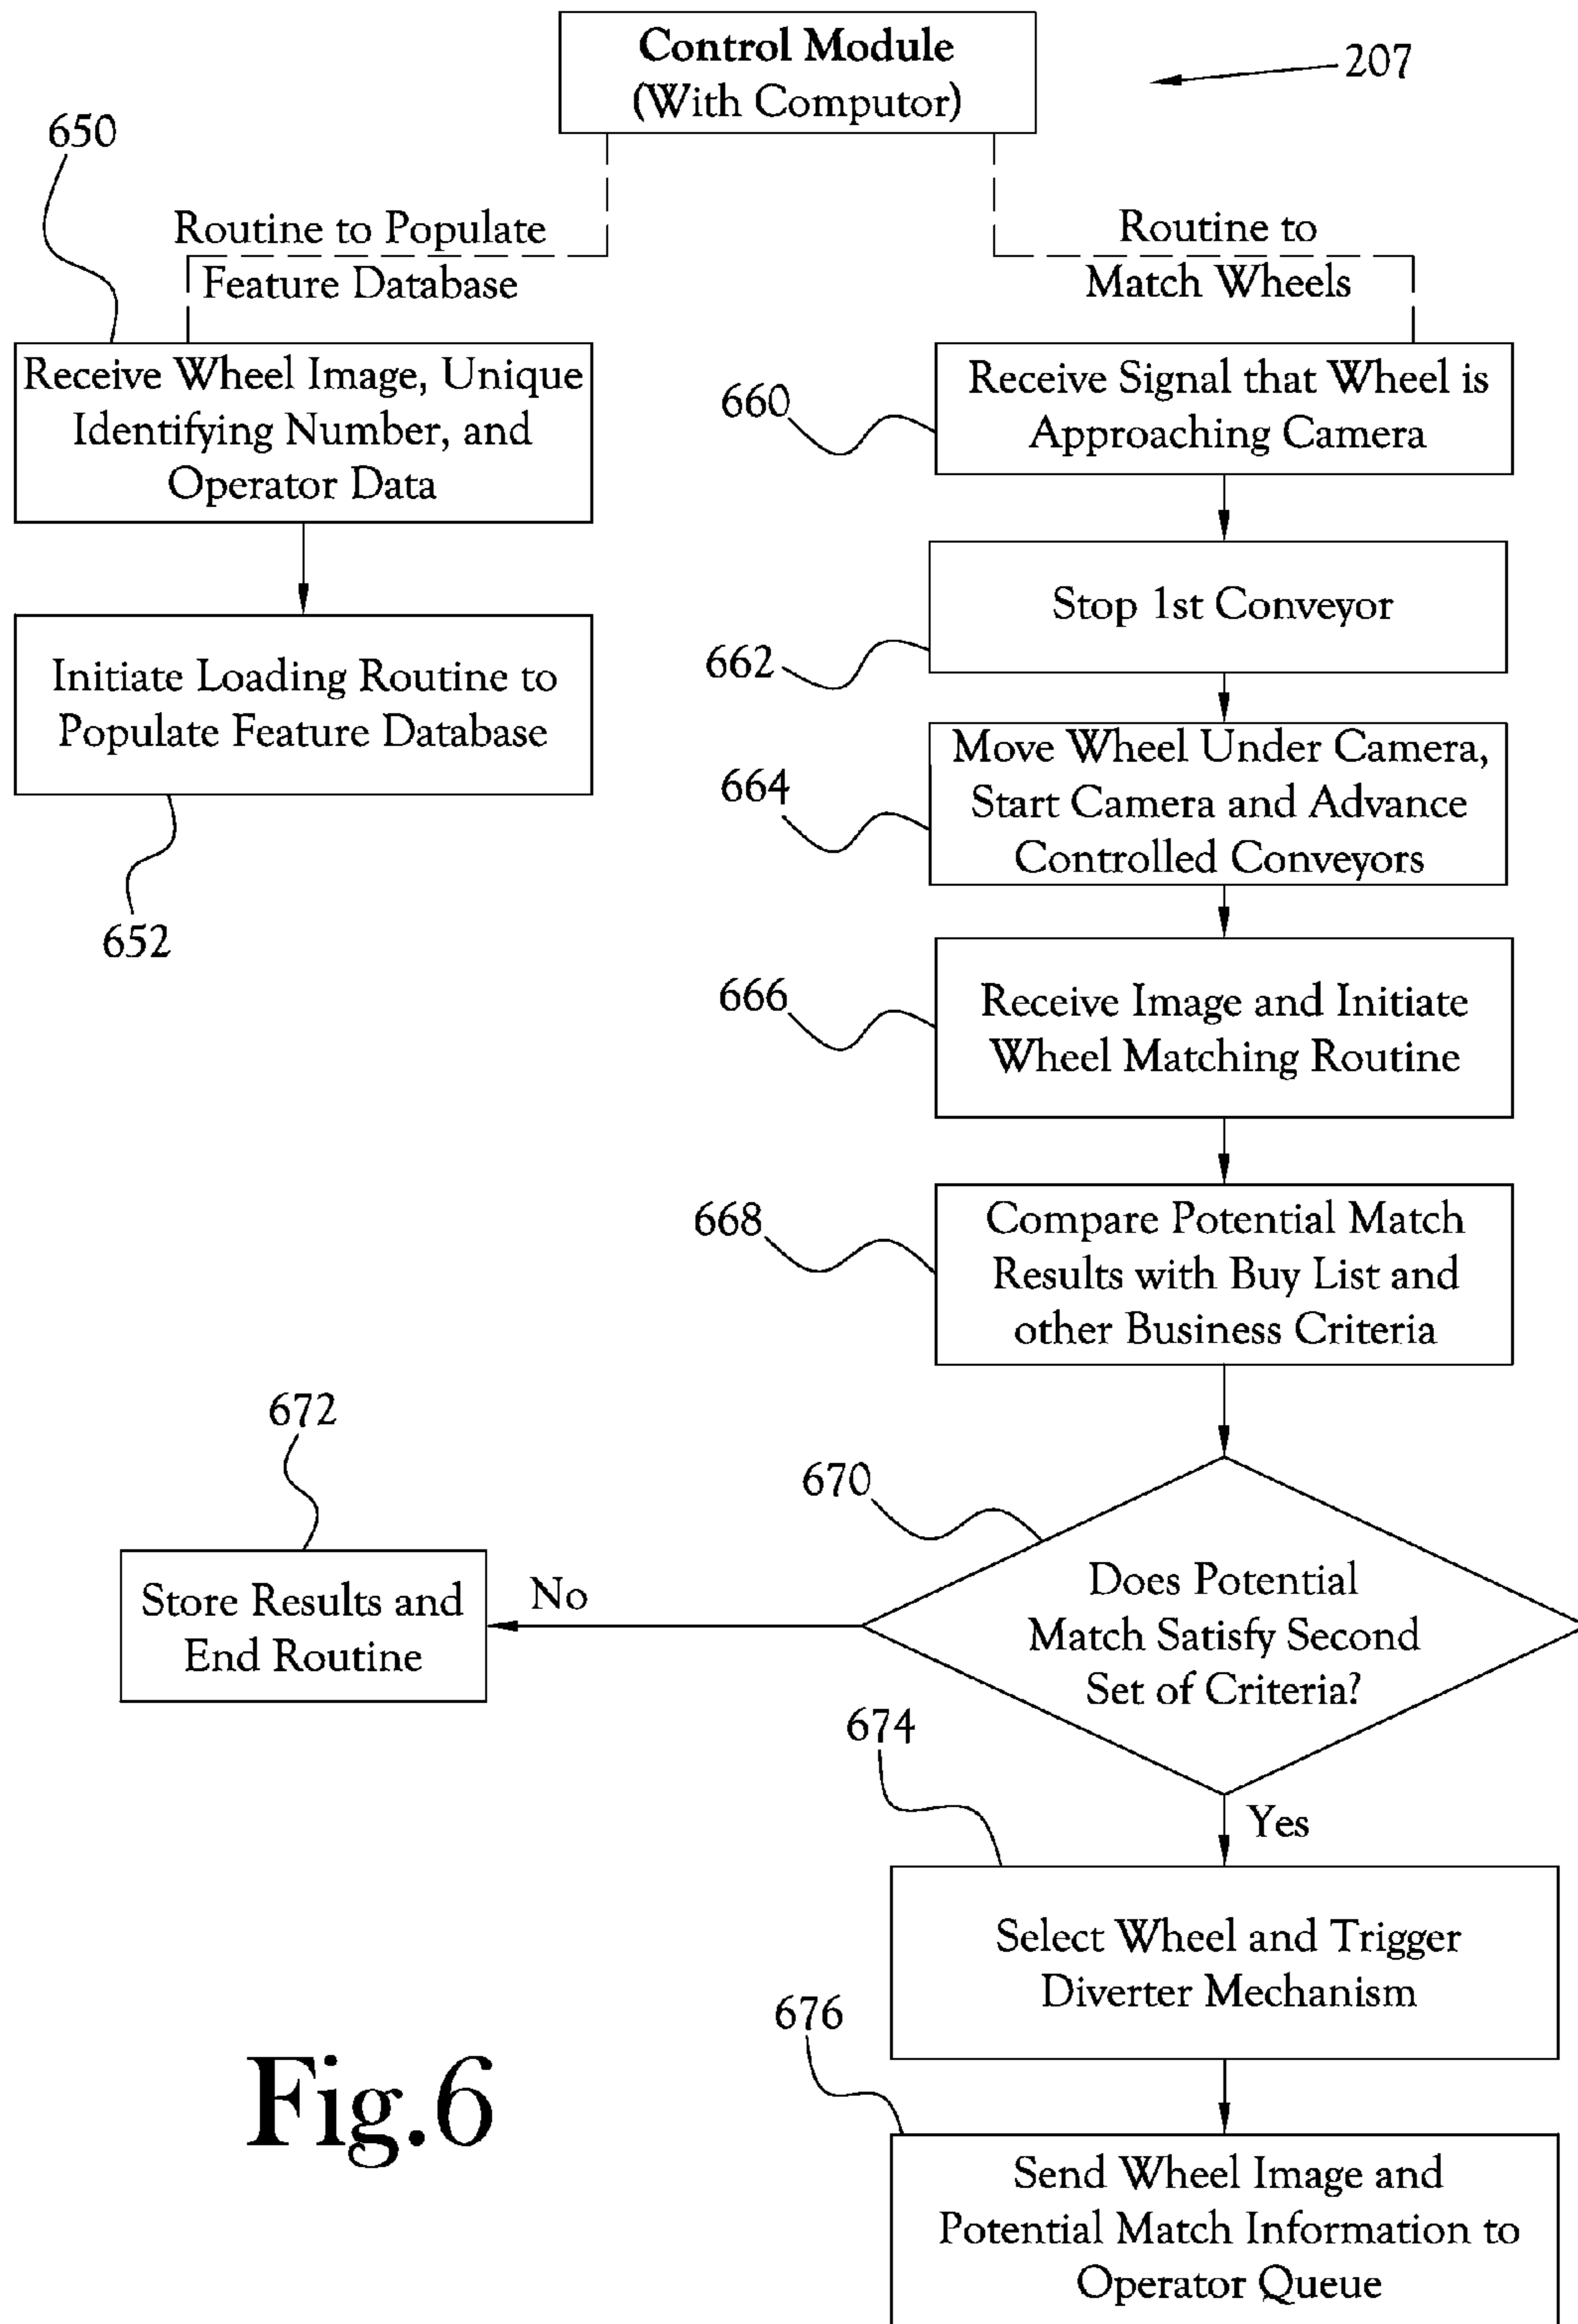 Control Module
(With Computor)
207
650
Routine to Populate
Feature Database
Routine to
Match Wheels
Receive Wheel Image, Unique
Identifying Number, and
Operator Data
Initiate Loading Routine to
Populate Feature Database
652
660
Receive Signal that Wheel is
Approaching Camera
Stop 1st Conveyor
662
664
Move Wheel Under Camera,
Start Camera and Advance
Controlled Conveyors
666
Receive Image and Initiate
Wheel Matching Routine
668
Compare Potential Match
Results with Buy List and
other Business Criteria
670
Does Potential
Match Satisfy Second
Set of Criteria?
No
672
Store Results and
End Routine
Yes
674
Select Wheel and Trigger
Diverter Mechanism
676
Send Wheel Image and
Potential Match Information to
Operator Queue
Fig.6